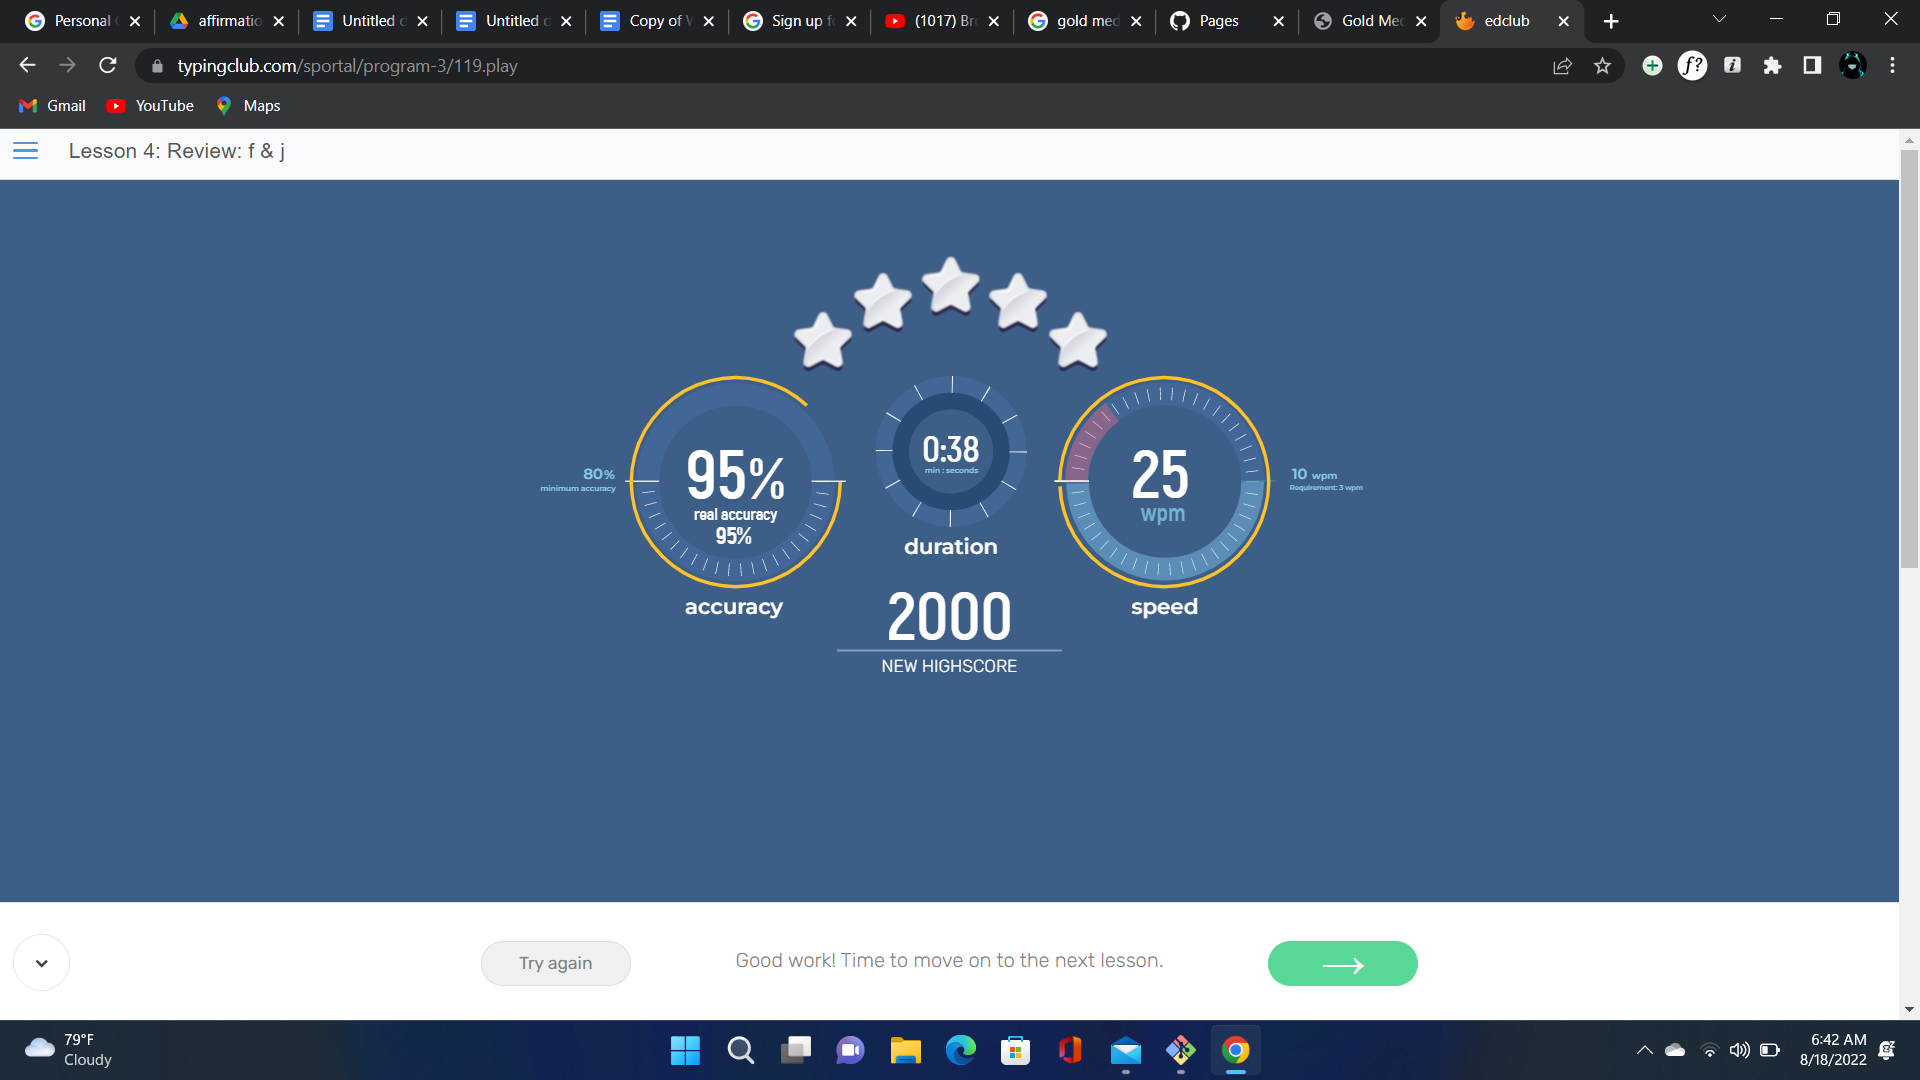 Personal
affirmatio
Untitled d
Untitled d
Copy of W
Sign up fo
(1017) Br
gold med
Pages
Gold Med
edclub
typingclub.com/sportal/program-3/119.play
f?
Gmail
YouTube
Maps
Lesson 4: Review: f & j
80%
minimum accuracy
95%
real accuracy
95%
accuracy
0:38
min : seconds
duration
25
wpm
speed
10 wpm
Requirement: 3 wpm
2000
NEW HIGHSCORE
Try again
Good work! Time to move on to the next lesson.
79°F
Cloudy
6:42 AM
8/18/2022